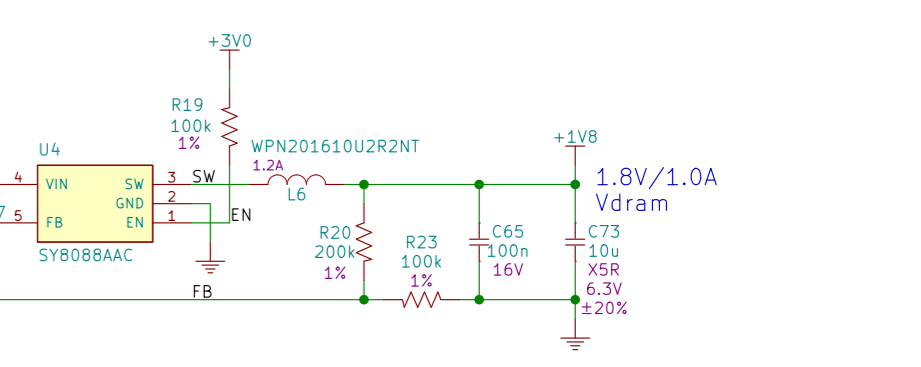 +3V0
R19
100k
1%
U4
WPN201610U2R2NT
1.2A
L6
4 VIN SW 3 SW
GND 2
7 5 FB EN 1 EN
SY8088AAC
+1V8
1.8V/1.0A
Vdram
R20
200k
1%
R23
100k
1%
C65
100n
16V
C73
10u
X5R
6.3V
±20%
FB